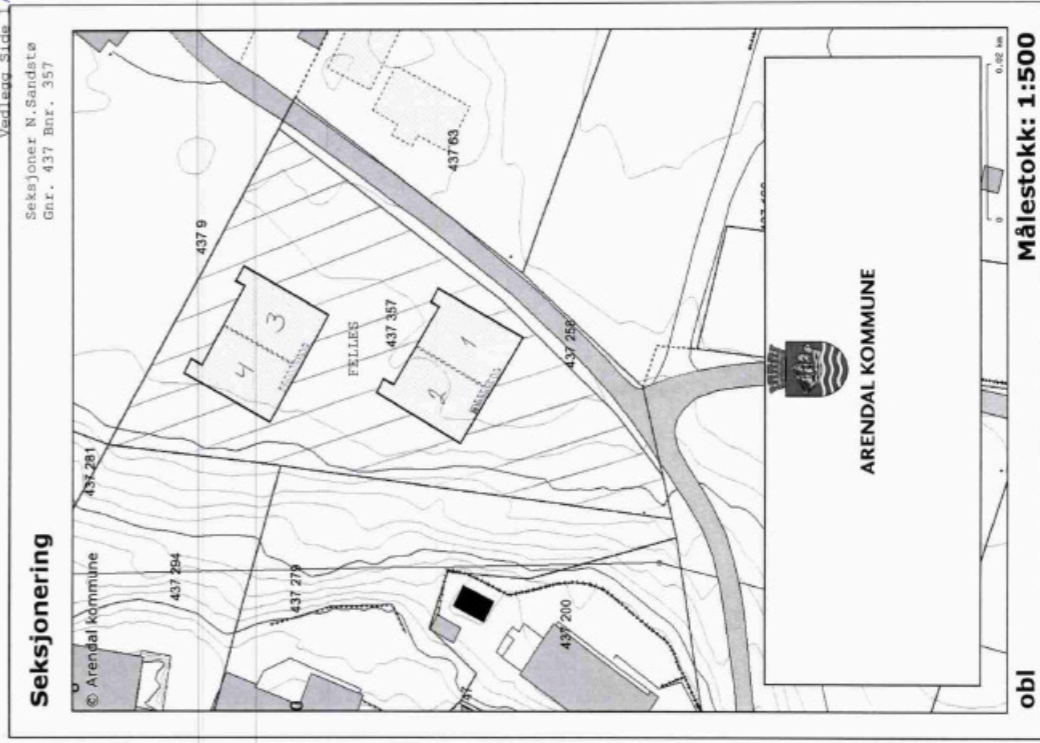 Vedlegg Side
Seksjoner N.Sandstø
Gnr. 437 Bnr. 357
Seksjonering
© Arendal kommune
437 281
437 9
437 294
437 279
437 63
4
3
FELLES
437 357
2
1
437 258
437 200
ARENDAL KOMMUNE
0
0,02 km
obl
Målestokk: 1:500